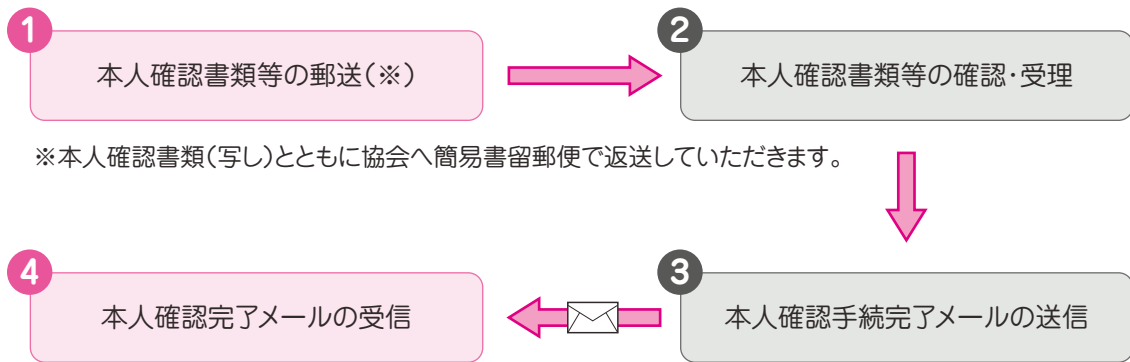 1
本人確認書類等の郵送(※)
2
本人確認書類等の確認・受理
※本人確認書類(写し)とともに協会へ簡易書留郵便で返送していただきます。
4
本人確認完了メールの受信
3
本人確認手続完了メールの送信